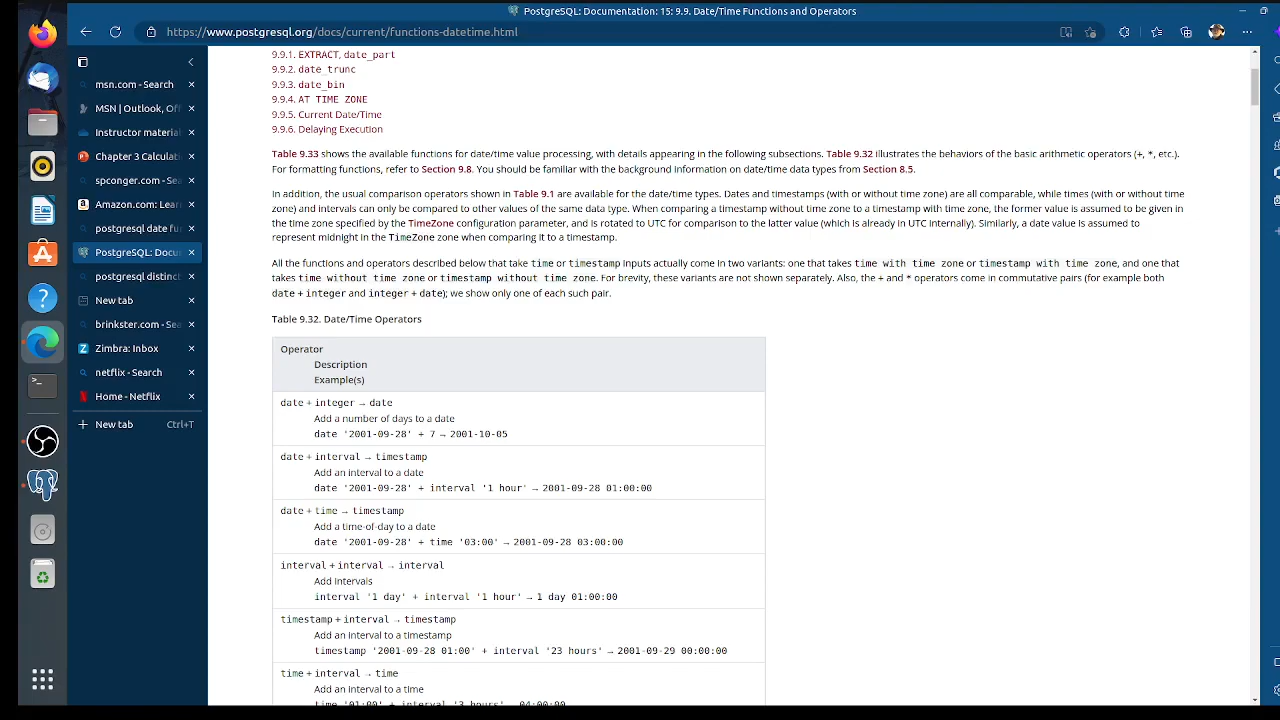 PostgreSQL: Documentation: 15: 9.9. Date/Time Functions and Operators
https://www.postgresql.org/docs/current/functions-datetime.html
msn.com - Search
MSN | Outlook, Of
Instructor material
Chapter 3 Calculati
spconger.com - Sea
Amazon.com: Lear
postgresql date fu
PostgreSQL: Docu
postgresql distinct
New tab
brinkster.com - Se
Zimbra: Inbox
netflix - Search
Home - Netflix
New tab Ctrl+T
9.9.1. EXTRACT, date_part
9.9.2. date_trunc
9.9.3. date_bin
9.9.4. AT TIME ZONE
9.9.5. Current Date/Time
9.9.6. Delaying Execution
Table 9.33 shows the available functions for date/time value processing, with details appearing in the following subsections. Table 9.32 illustrates the behaviors of the basic arithmetic operators (+, *, etc.).
For formatting functions, refer to Section 9.8. You should be familiar with the background information on date/time data types from Section 8.5.
In addition, the usual comparison operators shown in Table 9.1 are available for the date/time types. Dates and timestamps (with or without time zone) are all comparable, while times (with or without time
zone) and intervals can only be compared to other values of the same data type. When comparing a timestamp without time zone to a timestamp with time zone, the former value is assumed to be given in
the time zone specified by the TimeZone configuration parameter, and is rotated to UTC for comparison to the latter value (which is already in UTC internally). Similarly, a date value is assumed to
represent midnight in the TimeZone zone when comparing it to a timestamp.
All the functions and operators described below that take time or timestamp inputs actually come in two variants: one that takes time with time zone or timestamp with time zone, and one that
takes time without time zone or timestamp without time zone. For brevity, these variants are not shown separately. Also, the + and * operators come in commutative pairs (for example both
date + integer and integer + date); we show only one of each such pair.
Table 9.32. Date/Time Operators
Operator
Description
Example(s)
date + integer → date
Add a number of days to a date
date '2001-09-28' + 7 → 2001-10-05
date + interval → timestamp
Add an interval to a date
date '2001-09-28' + interval '1 hour' → 2001-09-28 01:00:00
date + time → timestamp
Add a time-of-day to a date
date '2001-09-28' + time '03:00' → 2001-09-28 03:00:00
interval + interval → interval
Add intervals
interval '1 day' + interval '1 hour' → 1 day 01:00:00
timestamp + interval → timestamp
Add an interval to a timestamp
timestamp '2001-09-28 01:00' + interval '23 hours' → 2001-09-29 00:00:00
time + interval → time
Add an interval to a time
time '01:00' + interval '3 hours' → 04:00:00